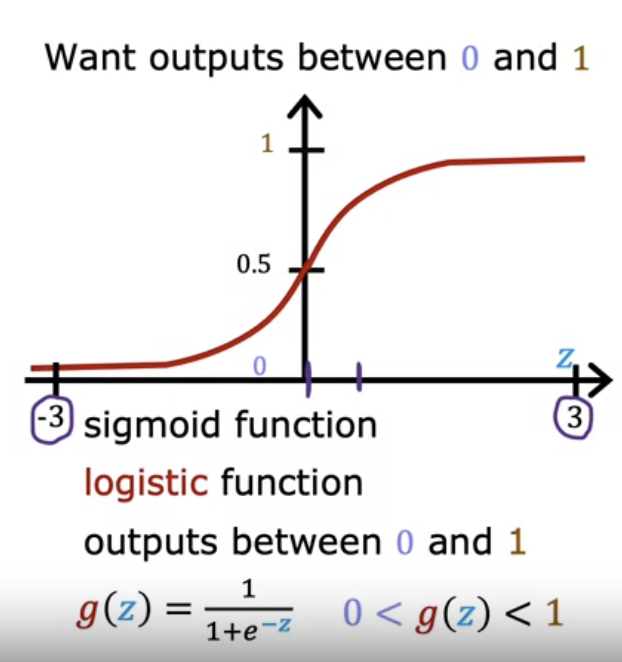 Want outputs between 0 and 1
1
0.5
0
z
-3
3
sigmoid function
logistic function
outputs between 0 and 1
g(z) = 1/(1+e^{-z})   0 < g(z) < 1